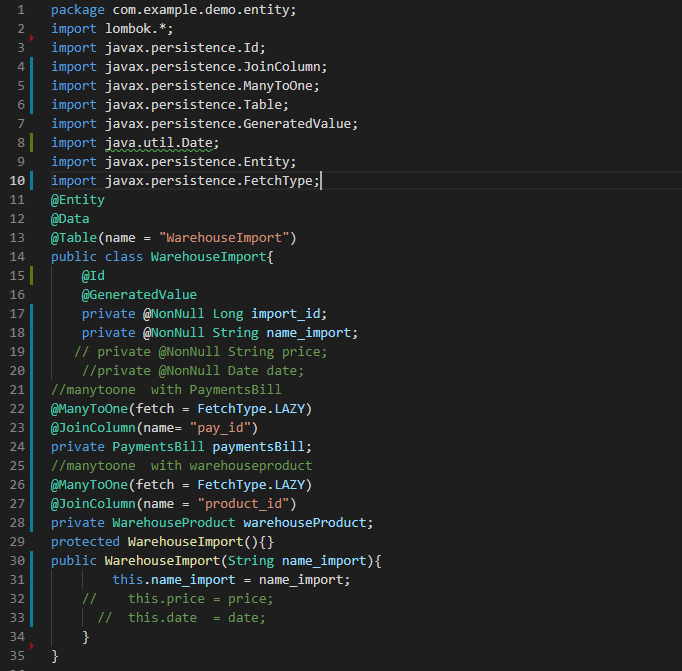 1 package com.example.demo.entity;
2 import lombok.*;
3 import javax.persistence.Id;
4 import javax.persistence.JoinColumn;
5 import javax.persistence.ManyToOne;
6 import javax.persistence.Table;
7 import javax.persistence.GeneratedValue;
8 import java.util.Date;
9 import javax.persistence.Entity;
10 import javax.persistence.FetchType;
11 @Entity
12 @Data
13 @Table(name = "WarehouseImport")
14 public class WarehouseImport{
15 @Id
16 @GeneratedValue
17 private @NonNull Long import_id;
18 private @NonNull String name_import;
19 // private @NonNull String price;
20 //private @NonNull Date date;
21 //manytoone  with PaymentsBill
22 @ManyToOne(fetch = FetchType.LAZY)
23 @JoinColumn(name= "pay_id")
24 private PaymentsBill paymentsBill;
25 //manytoone  with warehouseproduct
26 @ManyToOne(fetch = FetchType.LAZY)
27 @JoinColumn(name = "product_id")
28 private WarehouseProduct warehouseProduct;
29 protected WarehouseImport(){}
30 public WarehouseImport(String name_import){
31 this.name_import = name_import;
32 //    this.price = price;
33 //  this.date  = date;
34 }
35 }